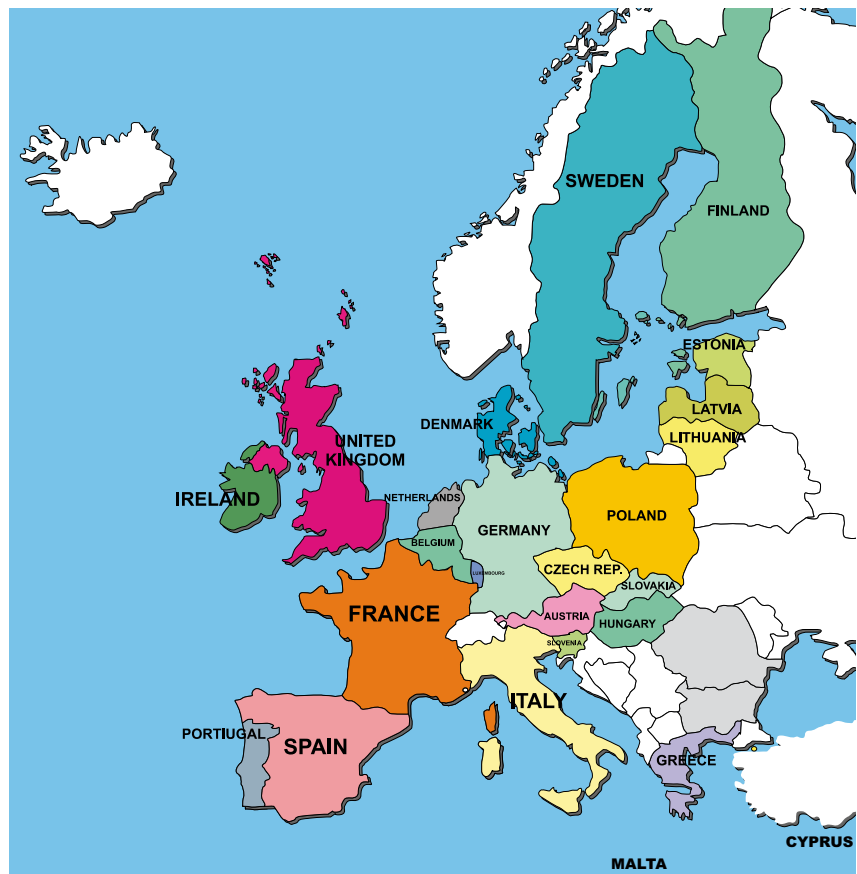 SWEDEN
FINLAND
ESTONIA
LATVIA
DENMARK
LITHUANIA
UNITED
KINGDOM
IRELAND
NETHERLANDS
POLAND
GERMANY
BELGIUM
CZECH REP.
LUXEMBOURG
SLOVAKIA
FRANCE
AUSTRIA
HUNGARY
SLOVENIA
ITALY
PORTIUGAL
SPAIN
GREECE
CYPRUS
MALTA